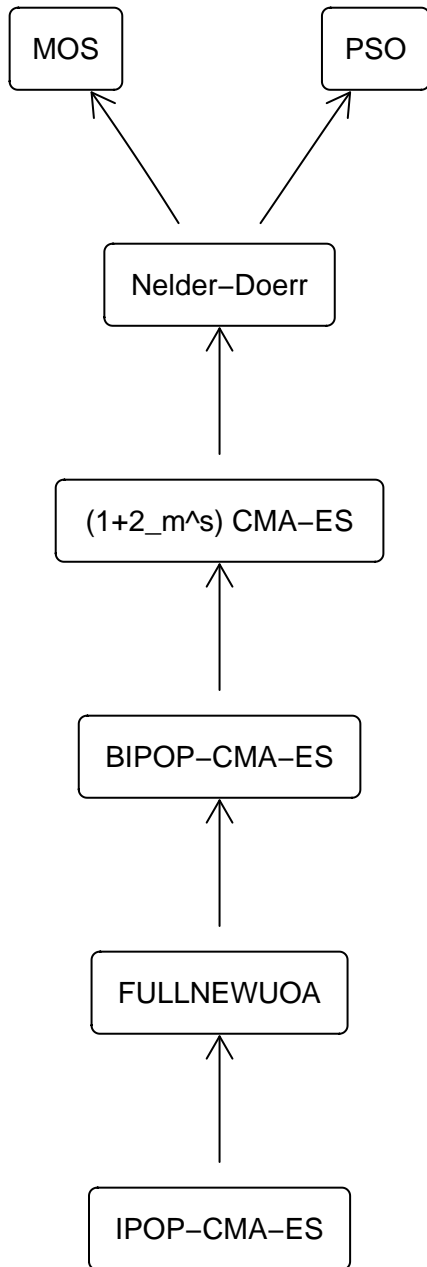 MOS
PSO
Nelder−Doerr
(1+2_m^s) CMA−ES
BIPOP−CMA−ES
FULLNEWUOA
IPOP−CMA−ES